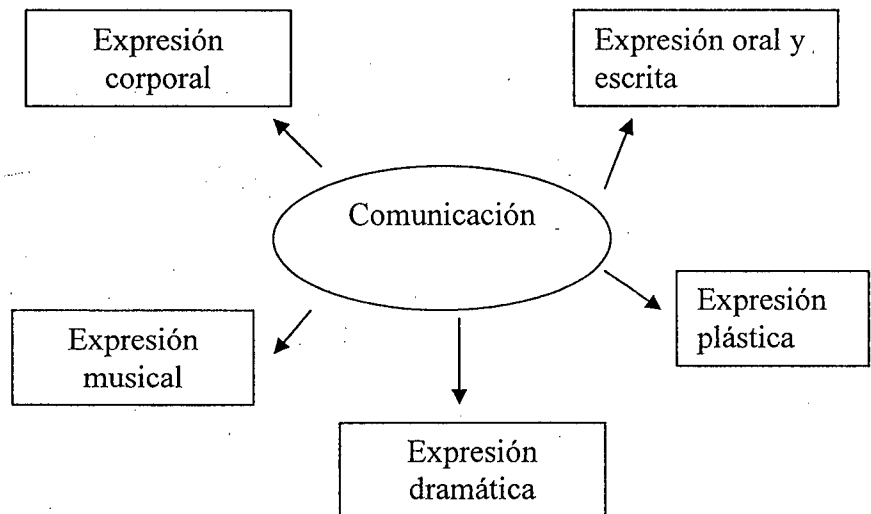 Expresión
corporal
Expresión oral y
escrita
Comunicación
Expresión
plástica
Expresión
musical
Expresión
dramática